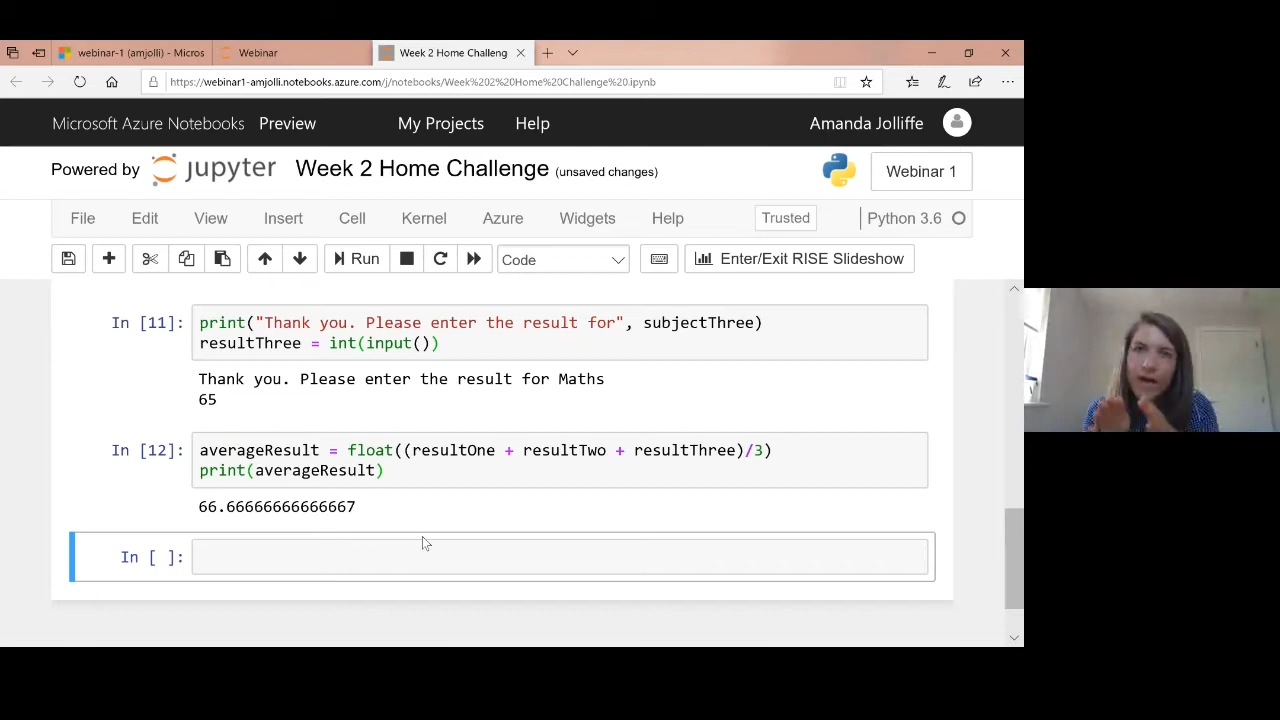 webinar-1 (amjolli) - Micros
Webinar
Week 2 Home Challeng
https://webinar1-amjolli.notebooks.azure.com/j/notebooks/Week%202%20Home%20Challenge%20.ipynb
Microsoft Azure Notebooks Preview My Projects Help Amanda Jolliffe
Powered by jupyter Week 2 Home Challenge (unsaved changes) Webinar 1
File Edit View Insert Cell Kernel Azure Widgets Help Trusted Python 3.6
Run Code Enter/Exit RISE Slideshow
In [11]: print("Thank you. Please enter the result for", subjectThree)
resultThree = int(input())
Thank you. Please enter the result for Maths
65
In [12]: averageResult = float((resultOne + resultTwo + resultThree)/3)
print(averageResult)
66.66666666666667
In [ ]: